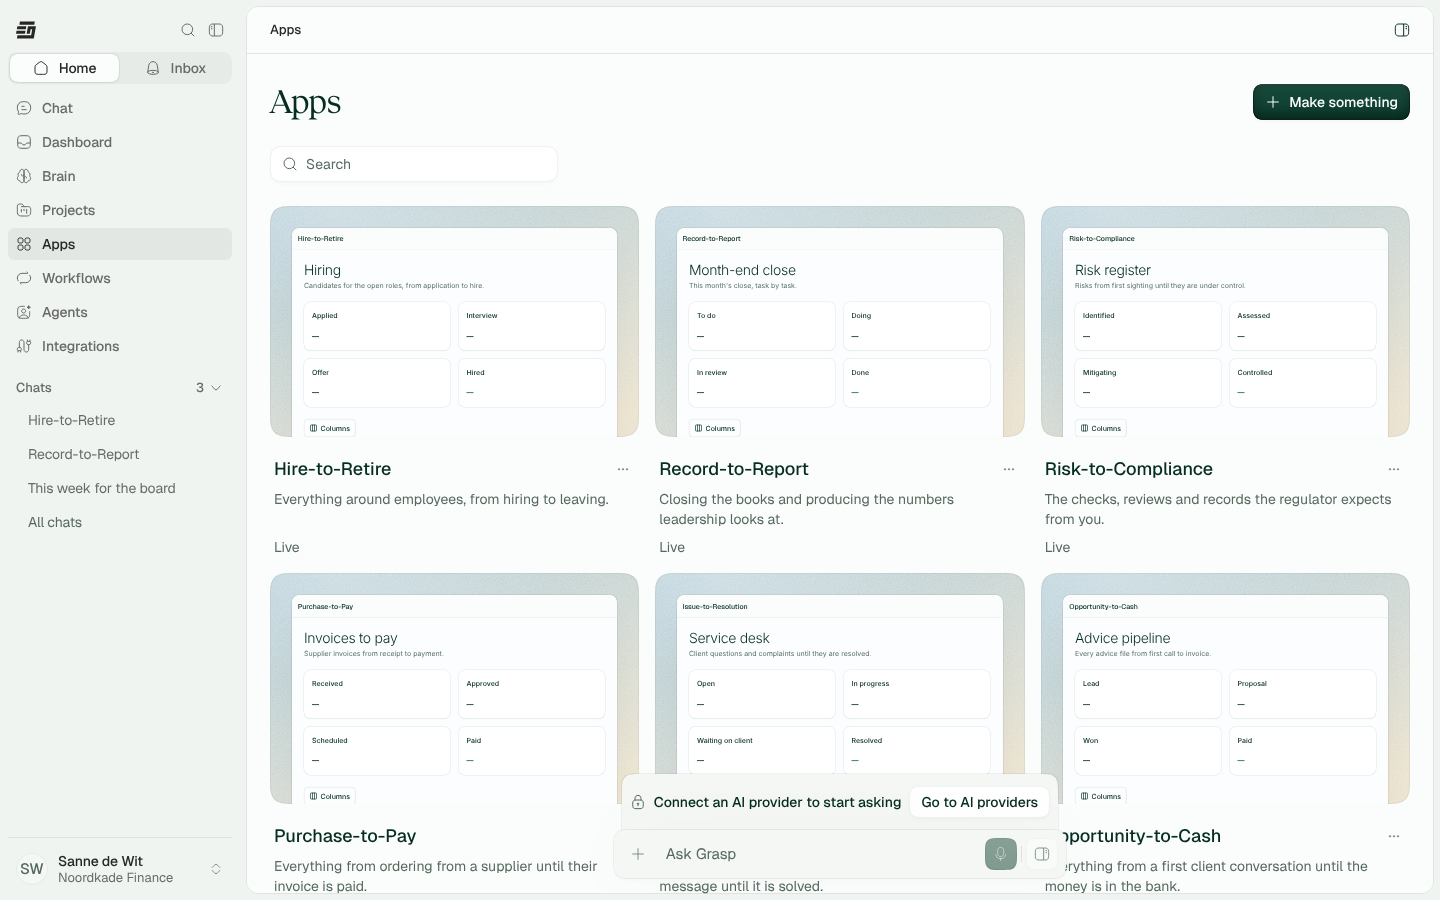 Home
Inbox
Chat
Dashboard
Brain
Projects
Apps
Workflows
Agents
Integrations
Chats 3
Hire-to-Retire
Record-to-Report
This week for the board
All chats
Sanne de Wit
Noordkade Finance
SW
Apps
Apps
Make something
Search
Hire-to-Retire
Hiring
Candidates for the open roles, from application to hire.
Applied
Interview
Offer
Hired
Columns
Hire-to-Retire
Everything around employees, from hiring to leaving.
Live
Record-to-Report
Month-end close
This month's close, task by task.
To do
Doing
In review
Done
Columns
Record-to-Report
Closing the books and producing the numbers
leadership looks at.
Live
Risk-to-Compliance
Risk register
Risks from first sighting until they are under control.
Identified
Assessed
Mitigating
Controlled
Columns
Risk-to-Compliance
The checks, reviews and records the regulator expects
from you.
Live
Purchase-to-Pay
Invoices to pay
Supplier invoices from receipt to payment.
Received
Approved
Scheduled
Paid
Columns
Purchase-to-Pay
Everything from ordering from a supplier until their
invoice is paid.
Issue-to-Resolution
Service desk
Client questions and complaints until they are resolved.
Open
In progress
Waiting on client
Resolved
message until it is solved.
Opportunity-to-Cash
Advice pipeline
Every advice file from first call to invoice.
Lead
Proposal
Won
Paid
Columns
pportunity-to-Cash
erything from a first client conversation until the
money is in the bank.
Connect an AI provider to start asking
Go to AI providers
Ask Grasp